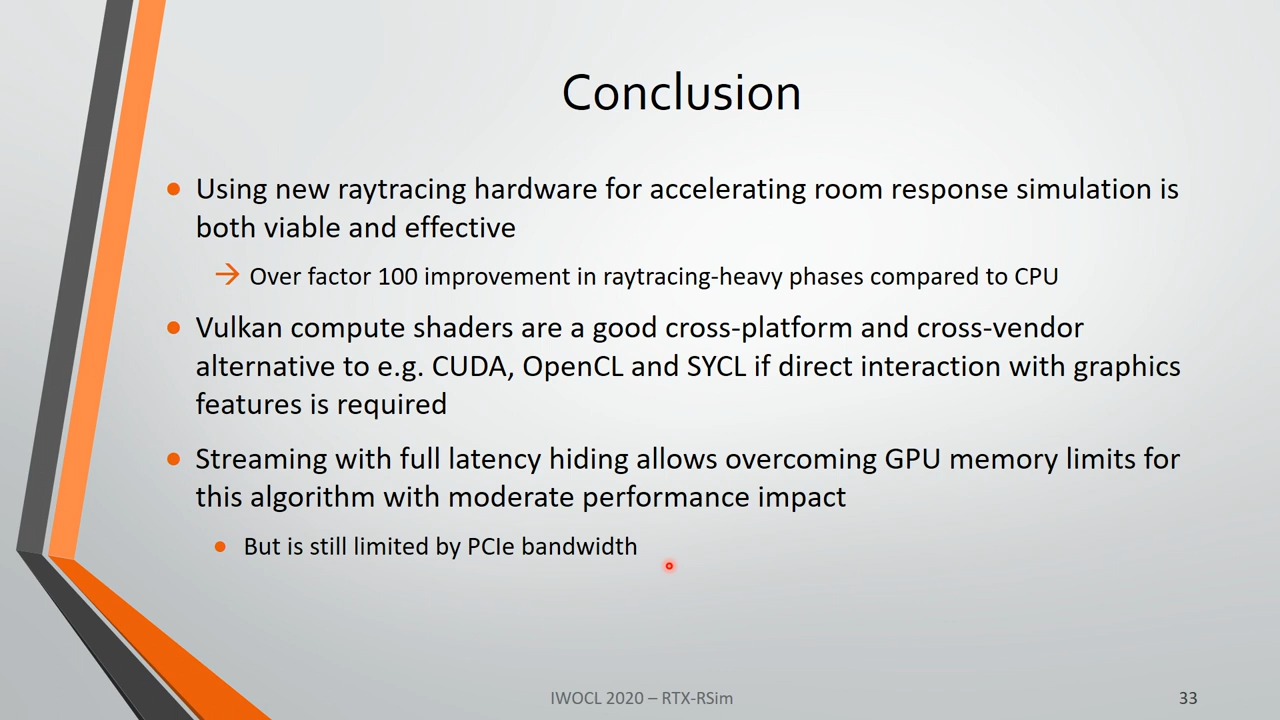 Conclusion
Using new raytracing hardware for accelerating room response simulation is
both viable and effective
→ Over factor 100 improvement in raytracing-heavy phases compared to CPU
Vulkan compute shaders are a good cross-platform and cross-vendor
alternative to e.g. CUDA, OpenCL and SYCL if direct interaction with graphics
features is required
Streaming with full latency hiding allows overcoming GPU memory limits for
this algorithm with moderate performance impact
But is still limited by PCIe bandwidth
IWOCL 2020 – RTX-RSim
33